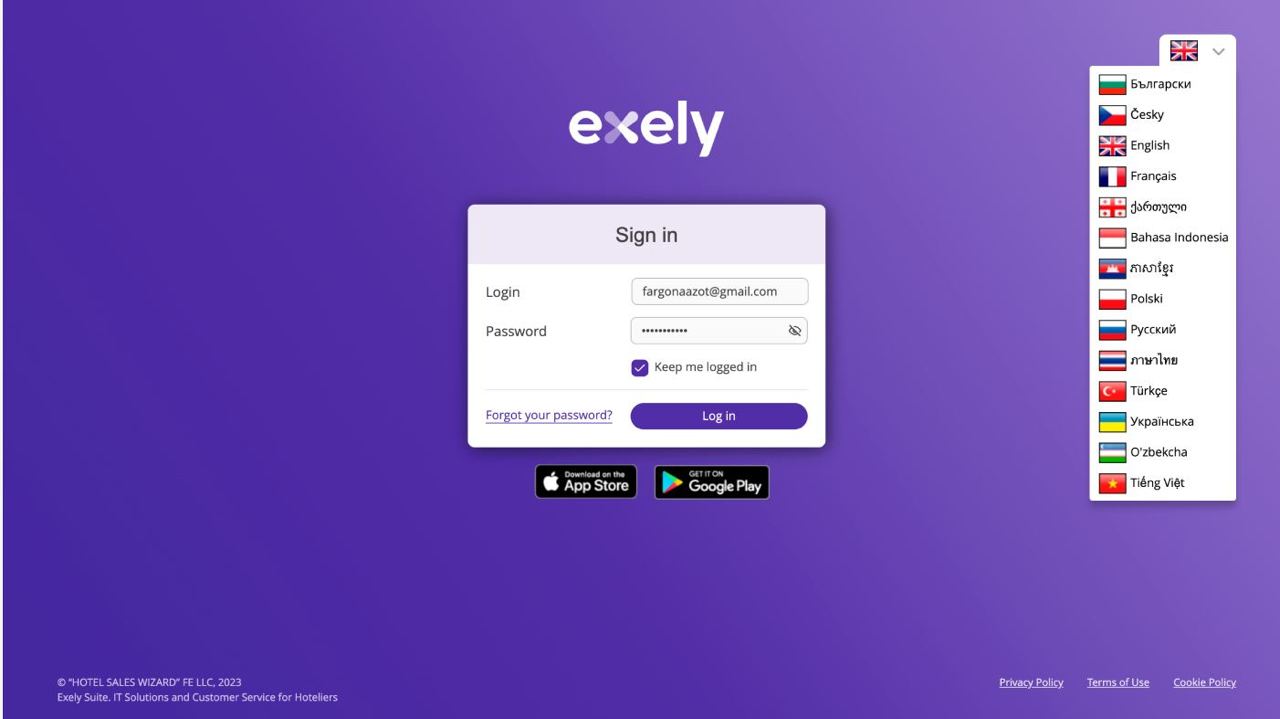 exely
Български
Česky
English
Français
ქართული
Bahasa Indonesia
ភាសាខ្មែរ
Polski
Русский
ภาษาไทย
Türkçe
Українська
O'zbekcha
Tiếng Việt
Sign in
Login
fargonaazot@gmail.com
Password
•••••••••••
Keep me logged in
Forgot your password?
Log in
Download on the
App Store
GET IT ON
Google Play
© “HOTEL SALES WIZARD” FE LLC, 2023
Exely Suite. IT Solutions and Customer Service for Hoteliers
Privacy Policy
Terms of Use
Cookie Policy